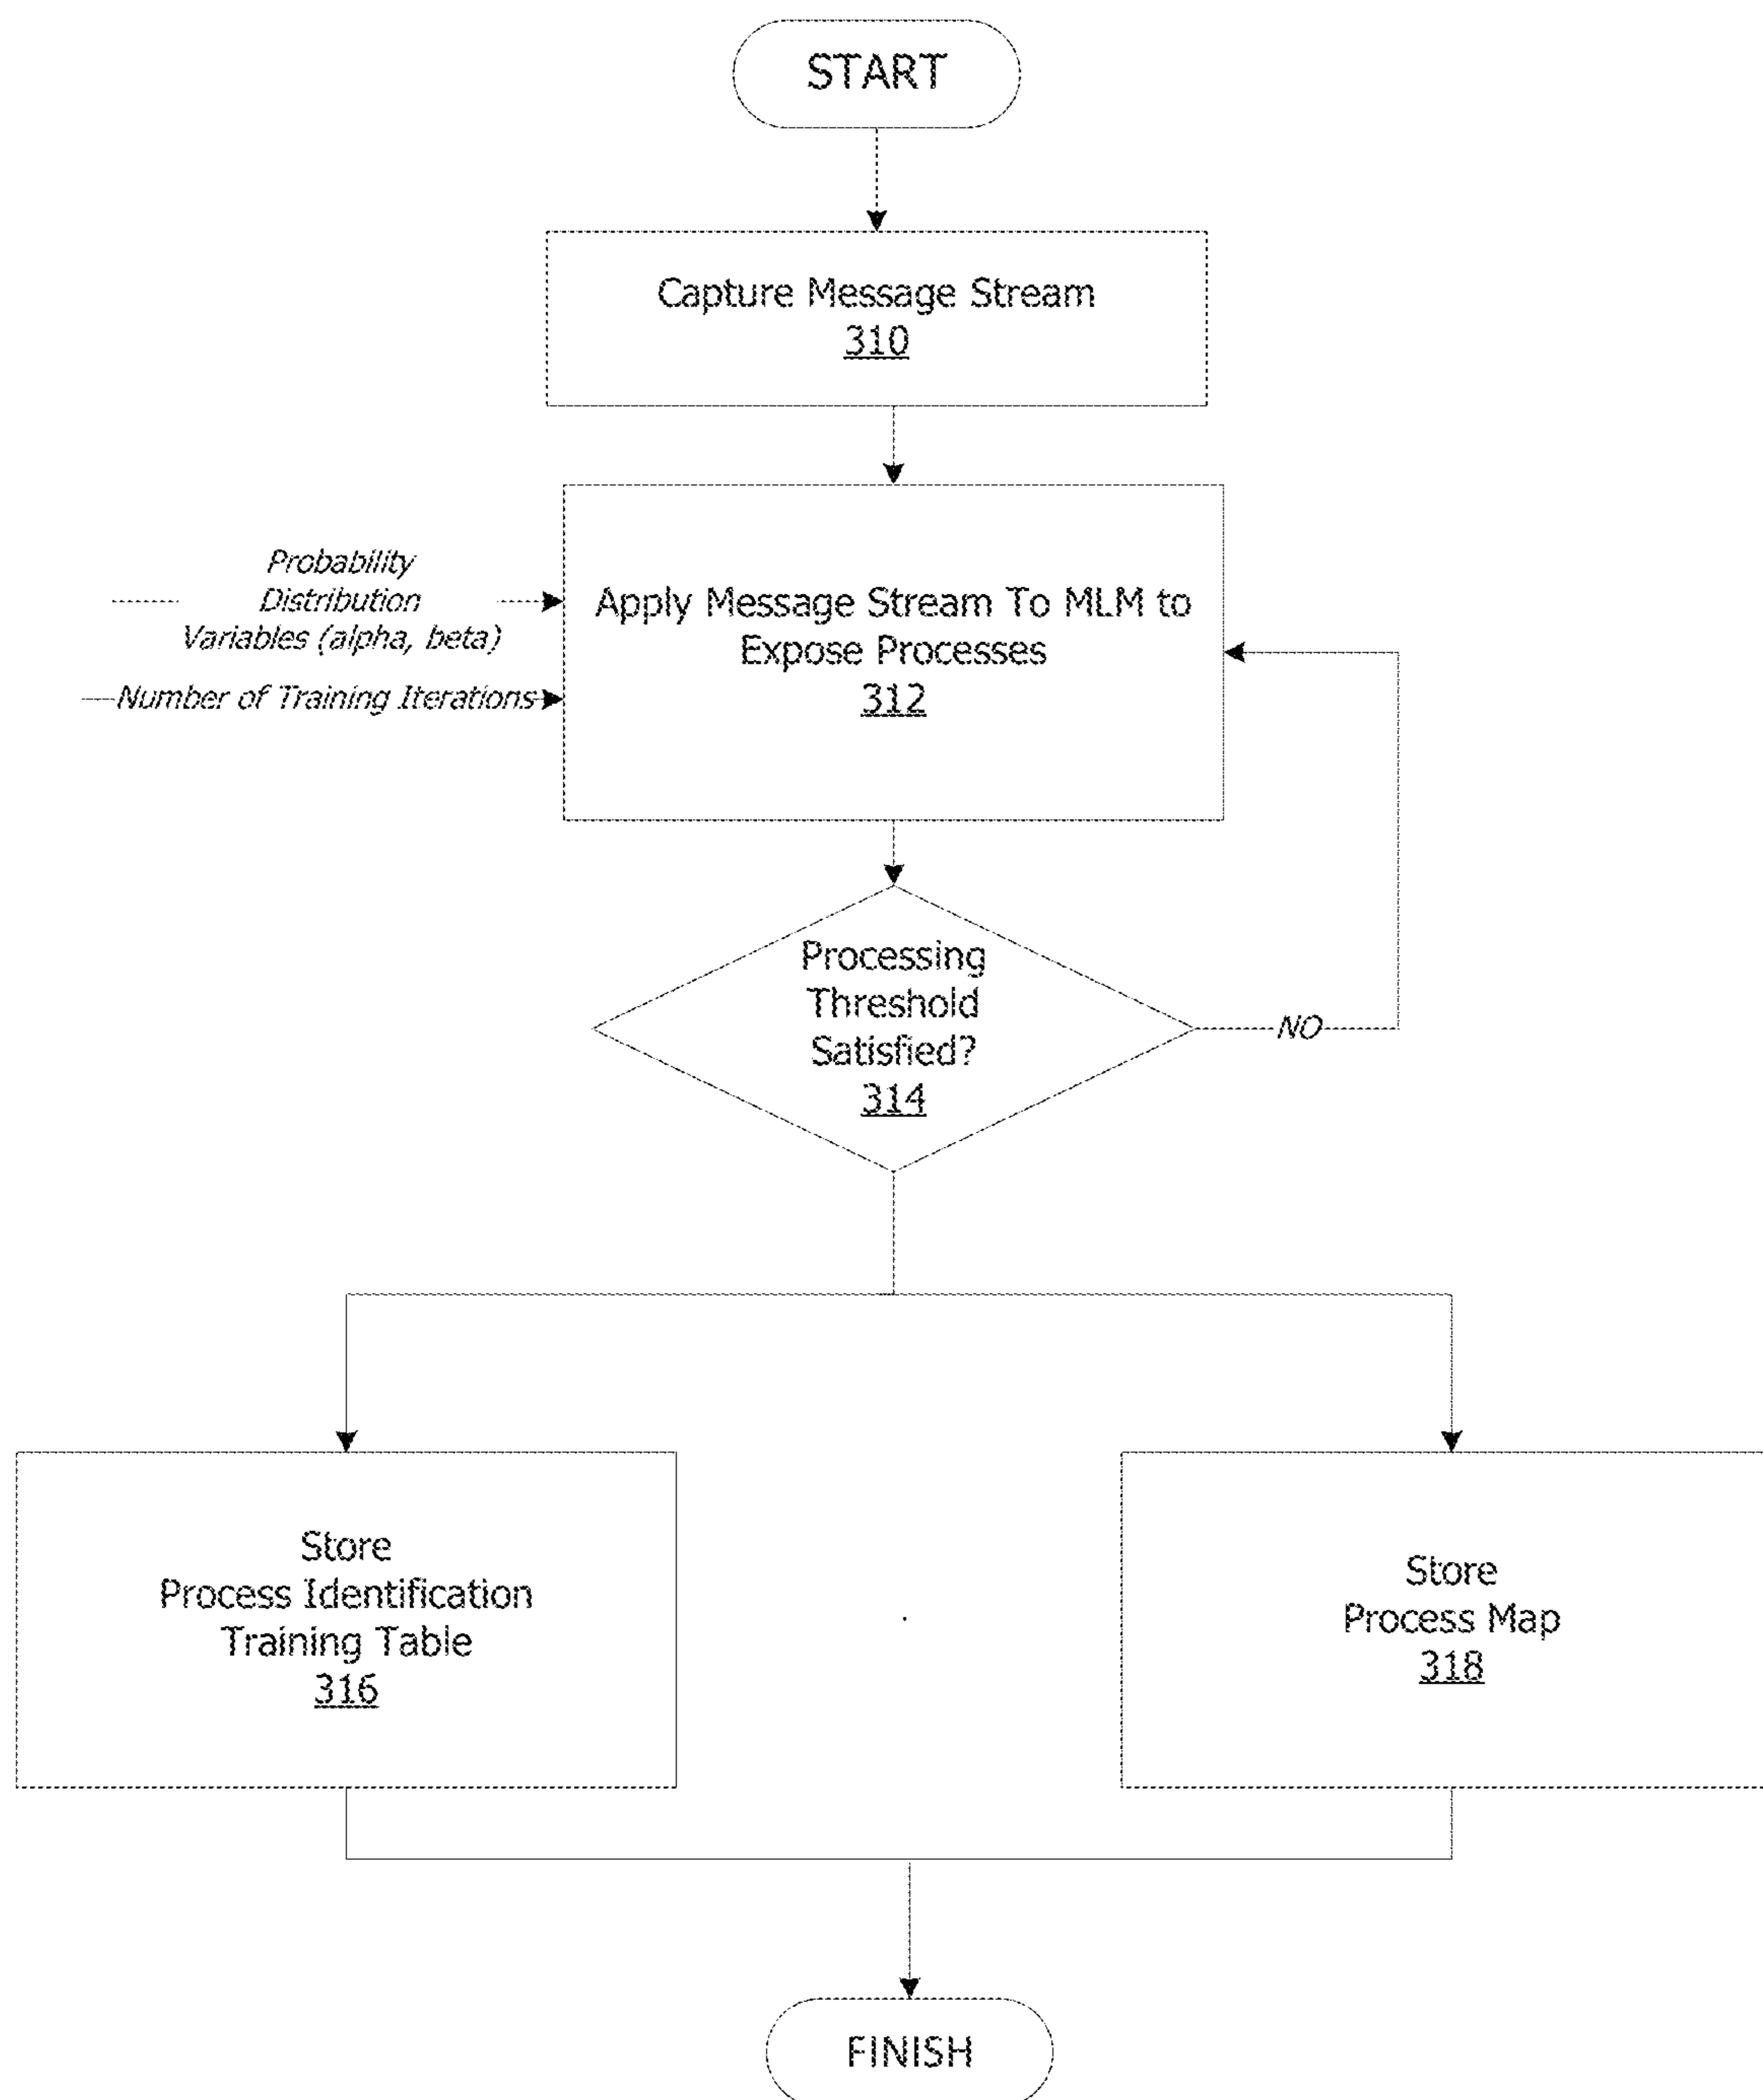 START
Capture Message Stream
310
Probability
Distribution
Variables (alpha, beta)
Number of Training Iterations
Apply Message Stream To MLM to
Expose Processes
312
Processing
Threshold
Satisfied?
314
NO
Store
Process Identification
Training Table
316
Store
Process Map
318
FINISH